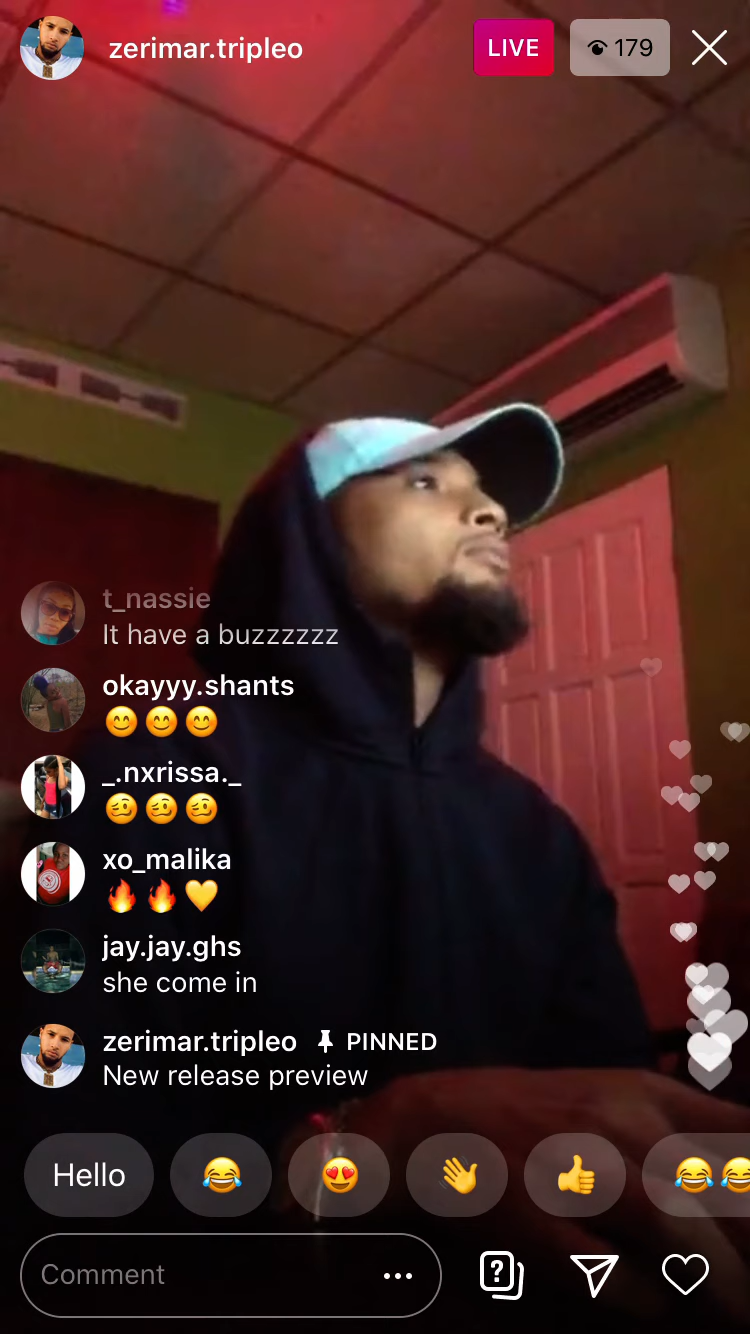 zerimar.tripleo
LIVE
179
t_nassie
It have a buzzzzzz
okayyy.shants
😊😊😊
_.nxrissa._
🥴🥴🥴
xo_malika
🔥🔥💛
jay.jay.ghs
she come in
zerimar.tripleo PINNED
New release preview
Hello 😂 😍 👋 👍 😂😂
Comment